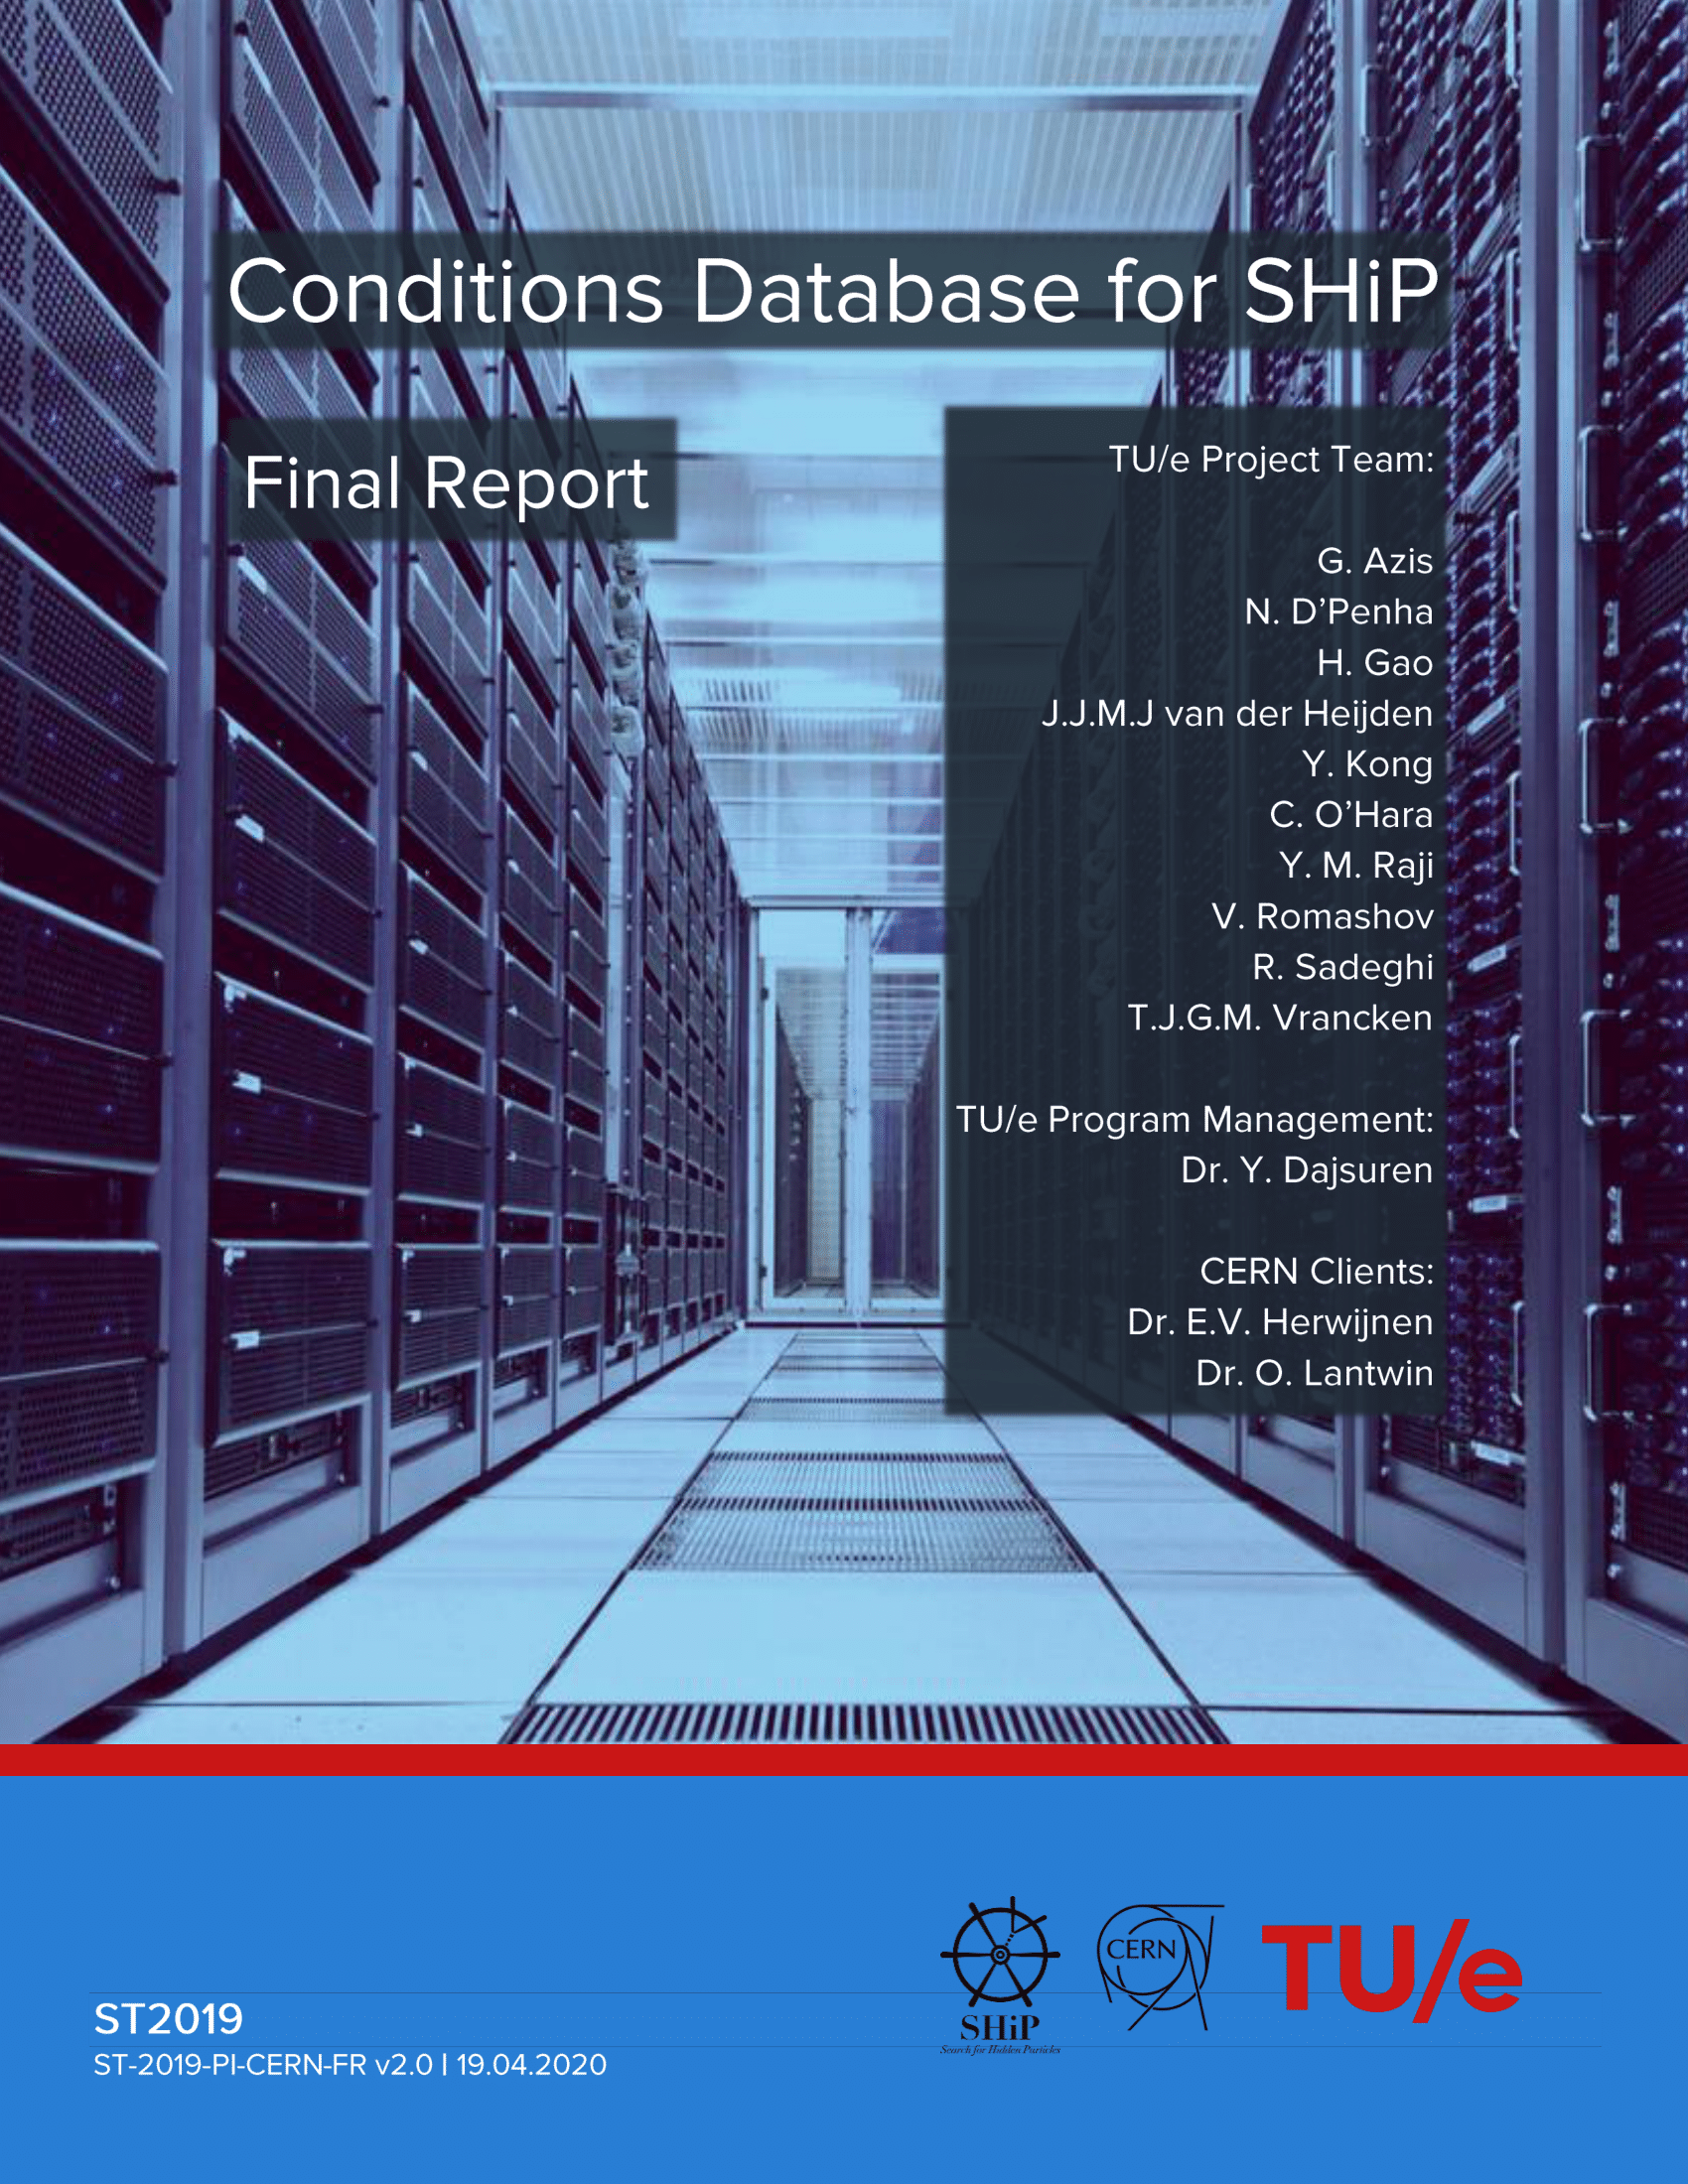 Conditions Database for SHiP
Final Report
TU/e Project Team:
G. Azis
N. D’Penha
H. Gao
J.J.M.J van der Heijden
Y. Kong
C. O’Hara
Y. M. Raji
V. Romashov
R. Sadeghi
T.J.G.M. Vrancken
TU/e Program Management:
Dr. Y. Dajsuren
CERN Clients:
Dr. E.V. Herwijnen
Dr. O. Lantwin
CERN
TU/e
SHiP
Search for Hidden Particles
ST2019
ST-2019-PI-CERN-FR v2.0 | 19.04.2020